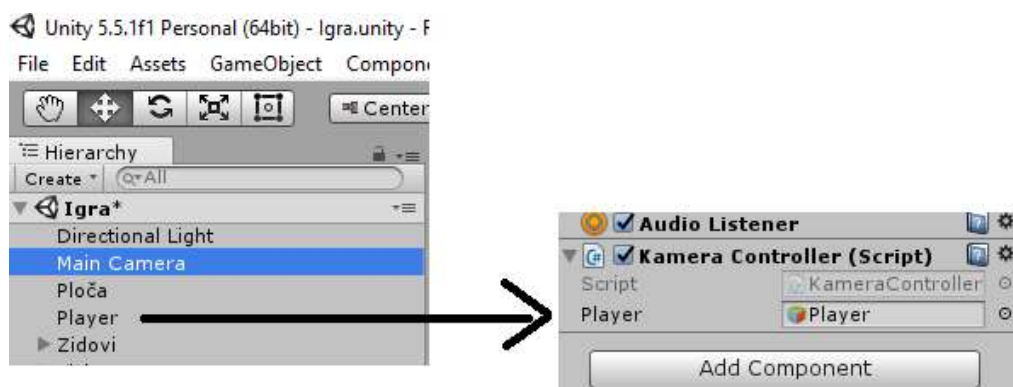 Unity 5.5.1f1 Personal (64bit) - Igra.unity -
File Edit Assets GameObject Compon
Center
Hierarchy
Create All
Igra*
Directional Light
Main Camera
Ploča
Player
Zidovi
Audio Listener
Kamera Controller (Script)
Script KameraController
Player Player
Add Component